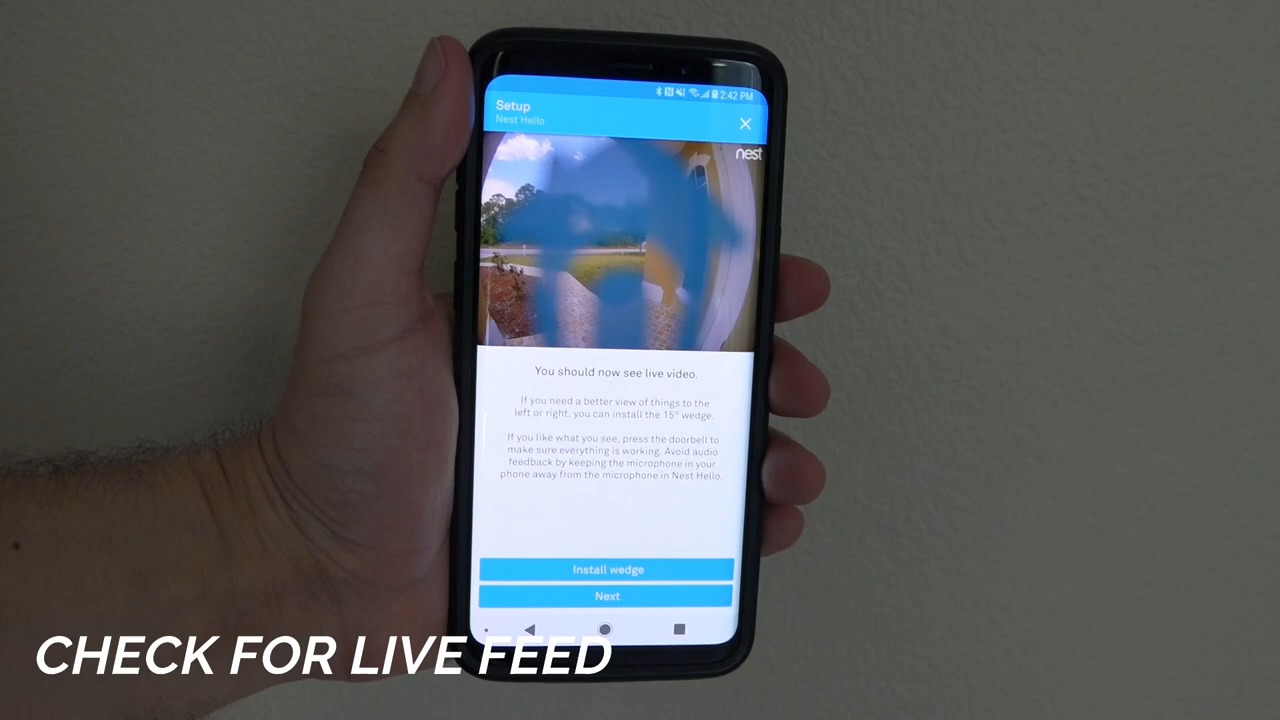 2:42 PM
Setup
Nest Hello
nest
You should now see live video.
If you need a better view of things to the
left or right, you can install the 15° wedge.
If you like what you see, press the doorbell to
make sure everything is working. Avoid audio
feedback by keeping the microphone in your
phone away from the microphone in Nest Hello.
Install wedge
Next
CHECK FOR LIVE FEED